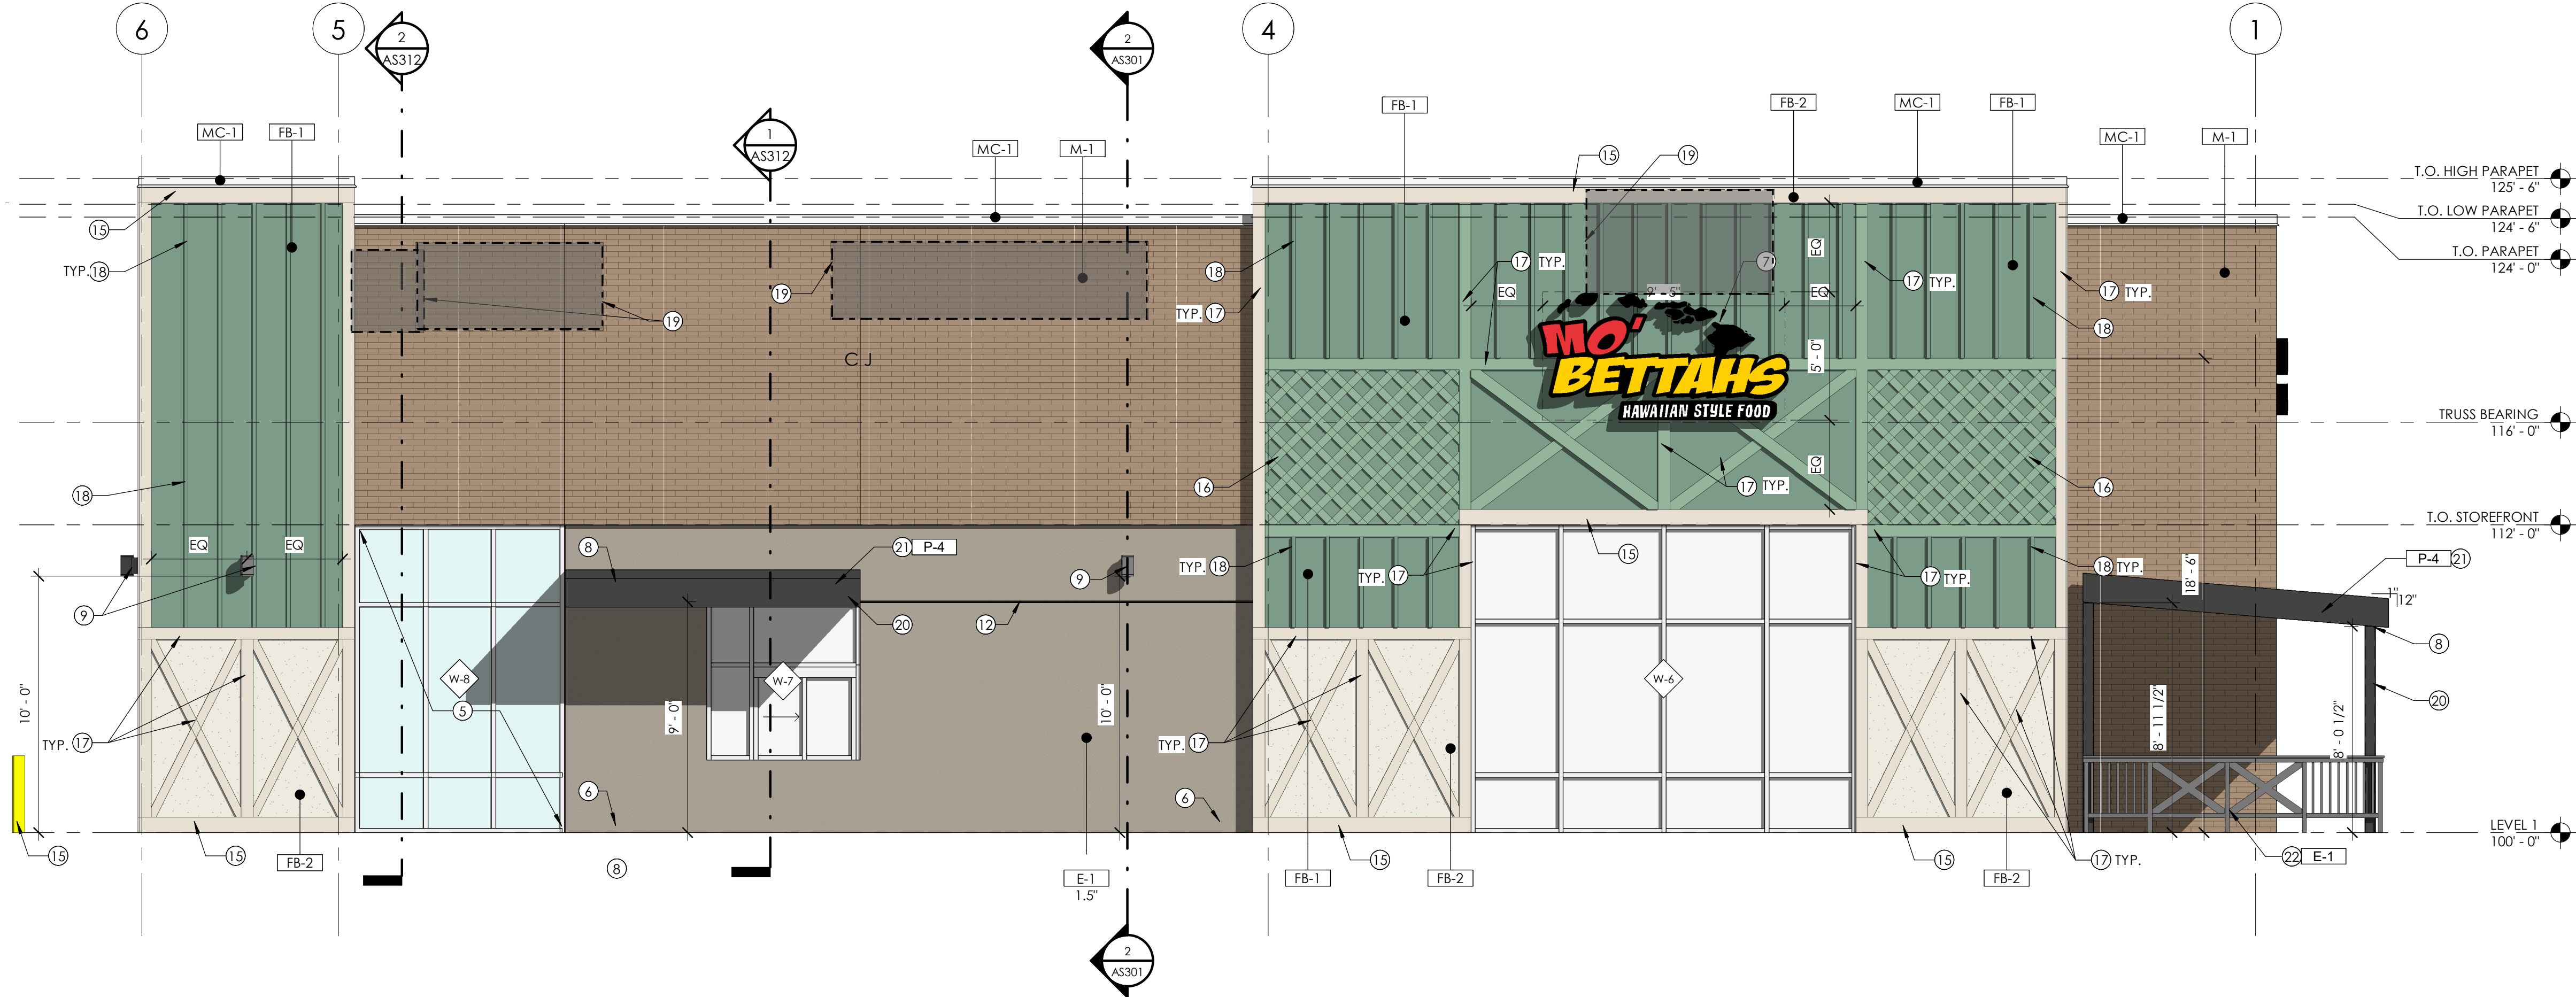 6
5
4
1
2
AS312
2
AS301
1
AS312
MC-1
FB-1
MC-1
M-1
FB-1
FB-2
MC-1
FB-1
MC-1
M-1
15
19
T.O. HIGH PARAPET
125' - 6"
T.O. LOW PARAPET
124' - 6"
T.O. PARAPET
124' - 0"
15
TYP. 18
19
19
C J
18
TYP. 17
17 TYP.
7
EQ
EQ
9' - 5"
EQ
17 TYP.
17 TYP.
18
MO'
BETTAHS
HAWAIIAN STYLE FOOD
5' - 0"
EQ
17 TYP.
TRUSS BEARING
116' - 0"
18
16
16
T.O. STOREFRONT
112' - 0"
EQ
EQ
8
21 P-4
9
TYP. 18
TYP. 17
15
17 TYP.
18 TYP.
18' - 6"
P-4 21
1"
12"
9
20
12
8
W-8
W-7
W-6
5
9' - 0"
10' - 0"
10' - 0"
8' - 11 1/2"
8' - 0 1/2"
20
TYP. 17
TYP. 17
6
6
15
15
FB-2
8
E-1
1.5"
FB-1
15
FB-2
15
FB-2
17 TYP.
22 E-1
LEVEL 1
100' - 0"
2
AS301